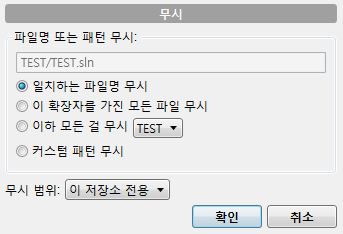 무시
파일명 또는 패턴 무시:
TEST/TEST.sln
일치하는 파일명 무시
이 확장자를 가진 모든 파일 무시
이하 모든 걸 무시 TEST
커스텀 패턴 무시
무시 범위: 이 저장소 전용
확인 취소